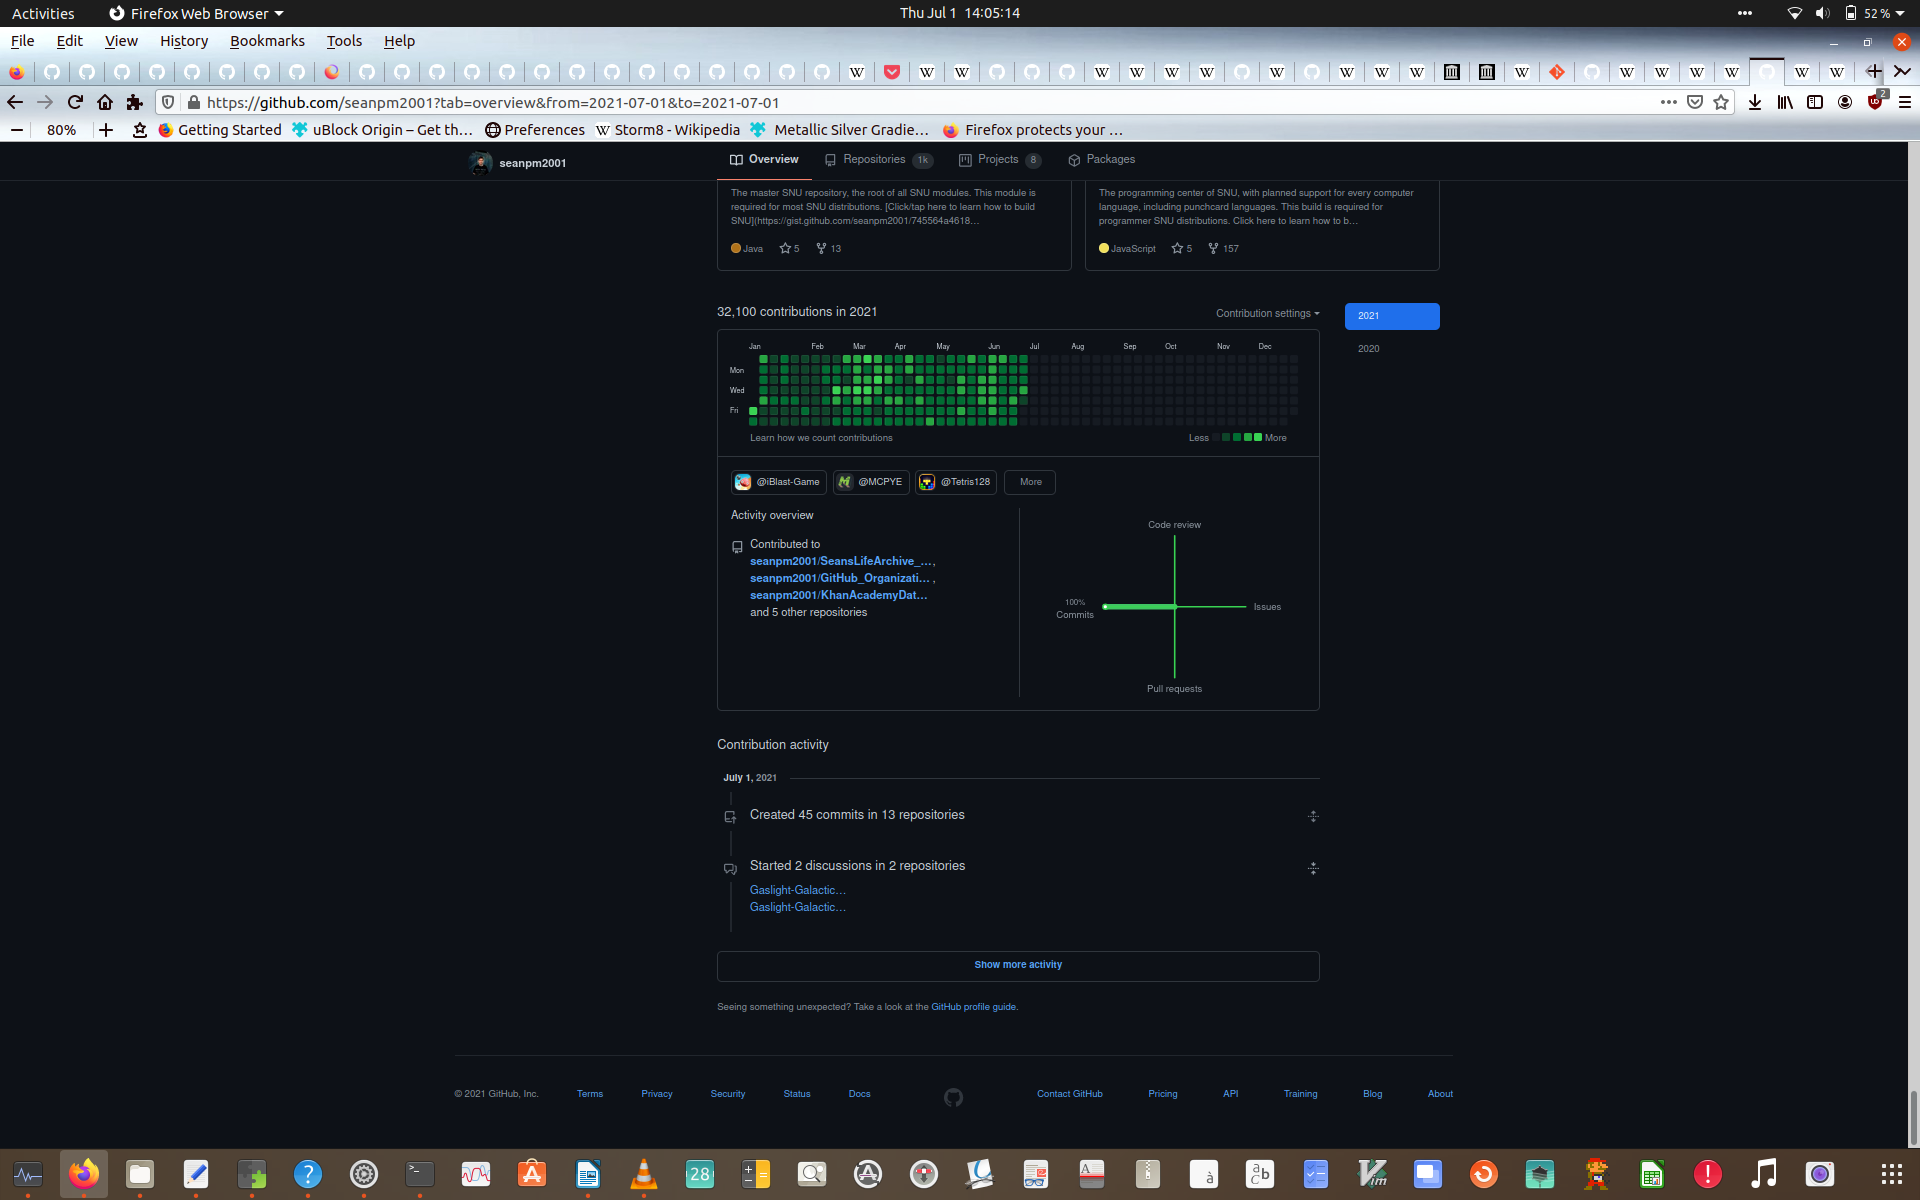 Activities Firefox Web Browser Thu Jul 1 14:05:14 52 %
File Edit View History Bookmarks Tools Help
https://github.com/seanpm2001?tab=overview&from=2021-07-01&to=2021-07-01 2
80% Getting Started uBlock Origin – Get th… Preferences Storm8 - Wikipedia Metallic Silver Gradie… Firefox protects your …
seanpm2001 Overview Repositories 1k Projects 8 Packages
The master SNU repository, the root of all SNU modules. This module is
required for most SNU distributions. [Click/tap here to learn how to build
SNU](https://gist.github.com/seanpm2001/745564a4618…
Java 5 13
The programming center of SNU, with planned support for every computer
language, including punchcard languages. This build is required for
programmer SNU distributions. Click here to learn how to b…
JavaScript 5 157
32,100 contributions in 2021 Contribution settings
2021
2020
Jan Feb Mar Apr May Jun Jul Aug Sep Oct Nov Dec
Mon
Wed
Fri
Learn how we count contributions Less More
@iBlast-Game @MCPYE @Tetris128 More
Activity overview
Contributed to
seanpm2001/SeansLifeArchive_…,
seanpm2001/GitHub_Organizati… ,
seanpm2001/KhanAcademyDat…
and 5 other repositories
Code review
100%
Commits
Issues
Pull requests
Contribution activity
July 1, 2021
Created 45 commits in 13 repositories
Started 2 discussions in 2 repositories
Gaslight-Galactic…
Gaslight-Galactic…
Show more activity
Seeing something unexpected? Take a look at the GitHub profile guide.
© 2021 GitHub, Inc. Terms Privacy Security Status Docs Contact GitHub Pricing API Training Blog About
28